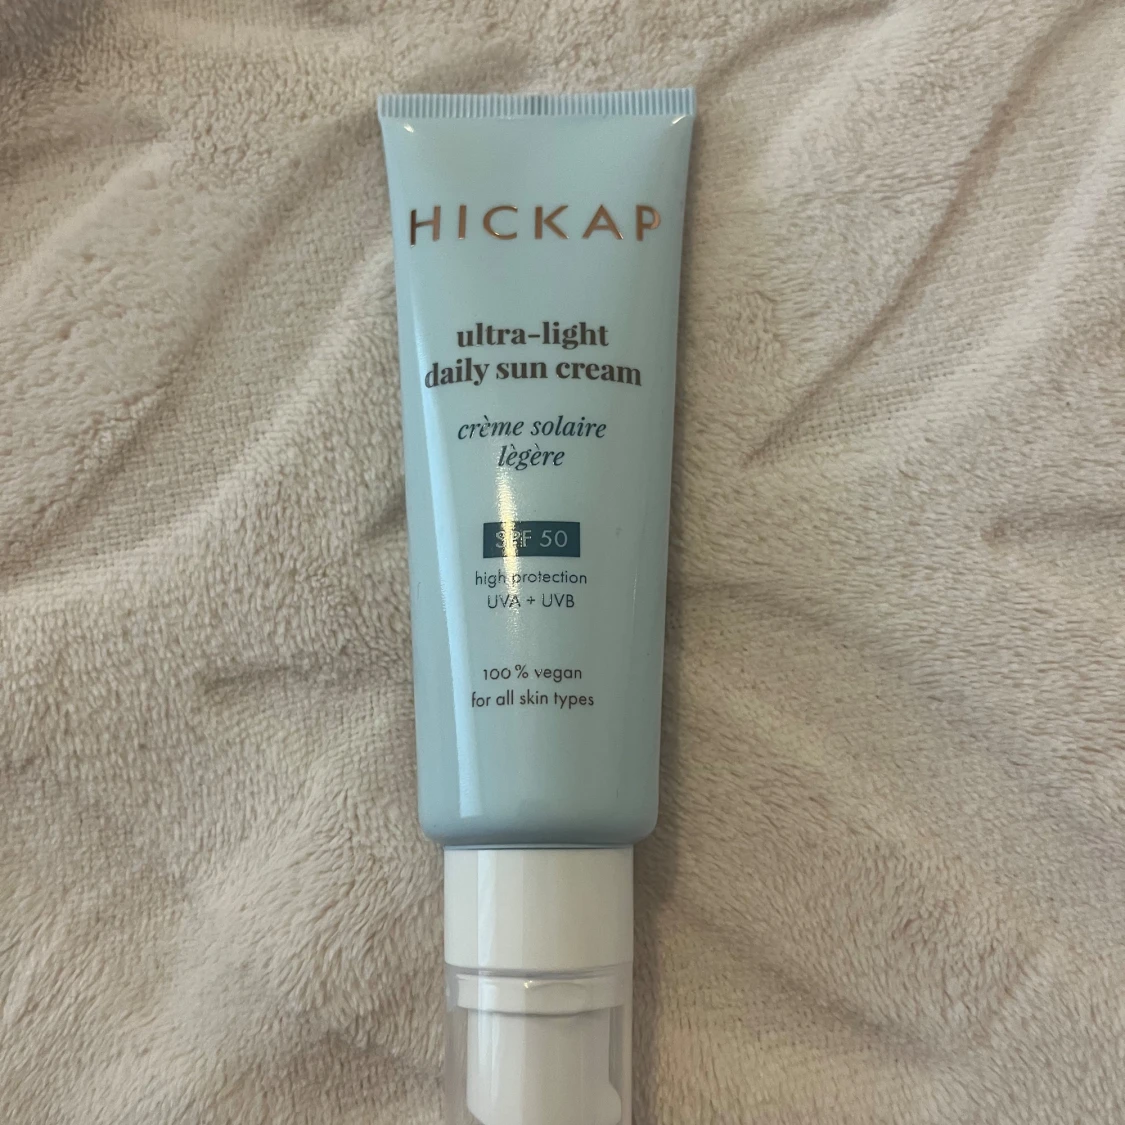 HICKAP
ultra-light
daily sun cream
crème solaire
lègère
SPF 50
high protection
UVA + UVB
100% vegan
for all skin types